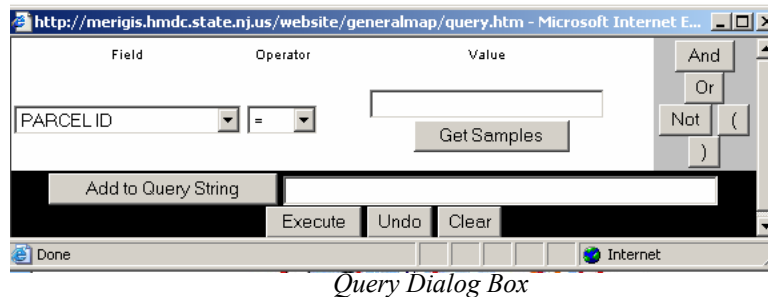 http://merigis.hmdc.state.nj.us/website/generalmap/query.htm - Microsoft Internet E...
Field Operator Value And
Or
PARCEL ID = Get Samples Not (
)
Add to Query String
Execute Undo Clear
Done Internet
Query Dialog Box